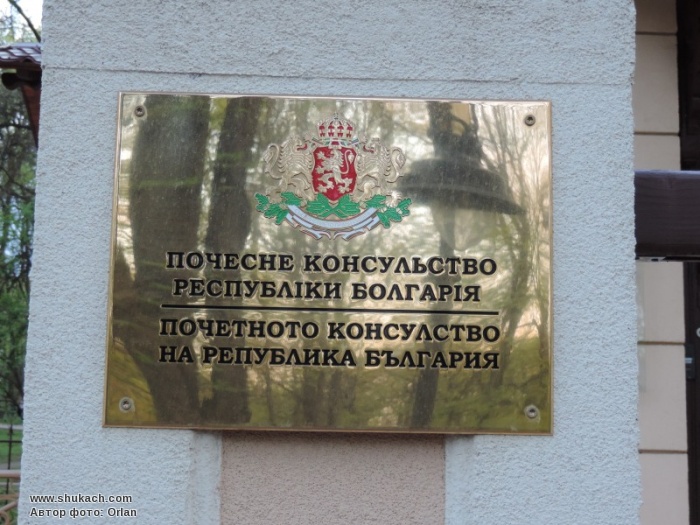 ПОЧЕСНЕ КОНСУЛЬСТВО
РЕСПУБЛІКИ БОЛГАРІЯ
ПОЧЕТНОТО КОНСУЛСТВО
НА РЕПУБЛИКА БЪЛГАРИЯ
www.shukach.com
Автор фото: Orlan